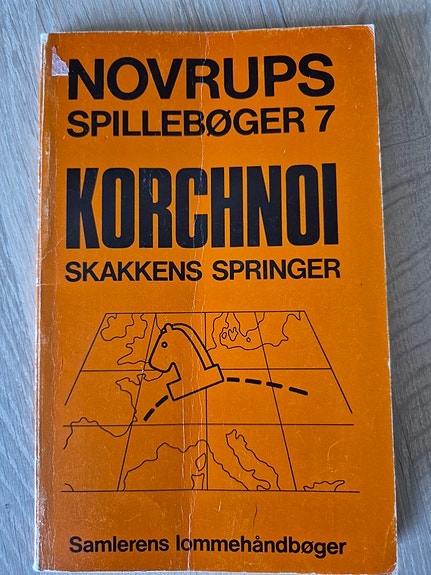 NOVRUPS
SPILLEBØGER 7
KORCHNOI
SKAKKENS SPRINGER
Samlerens lommehåndbøger